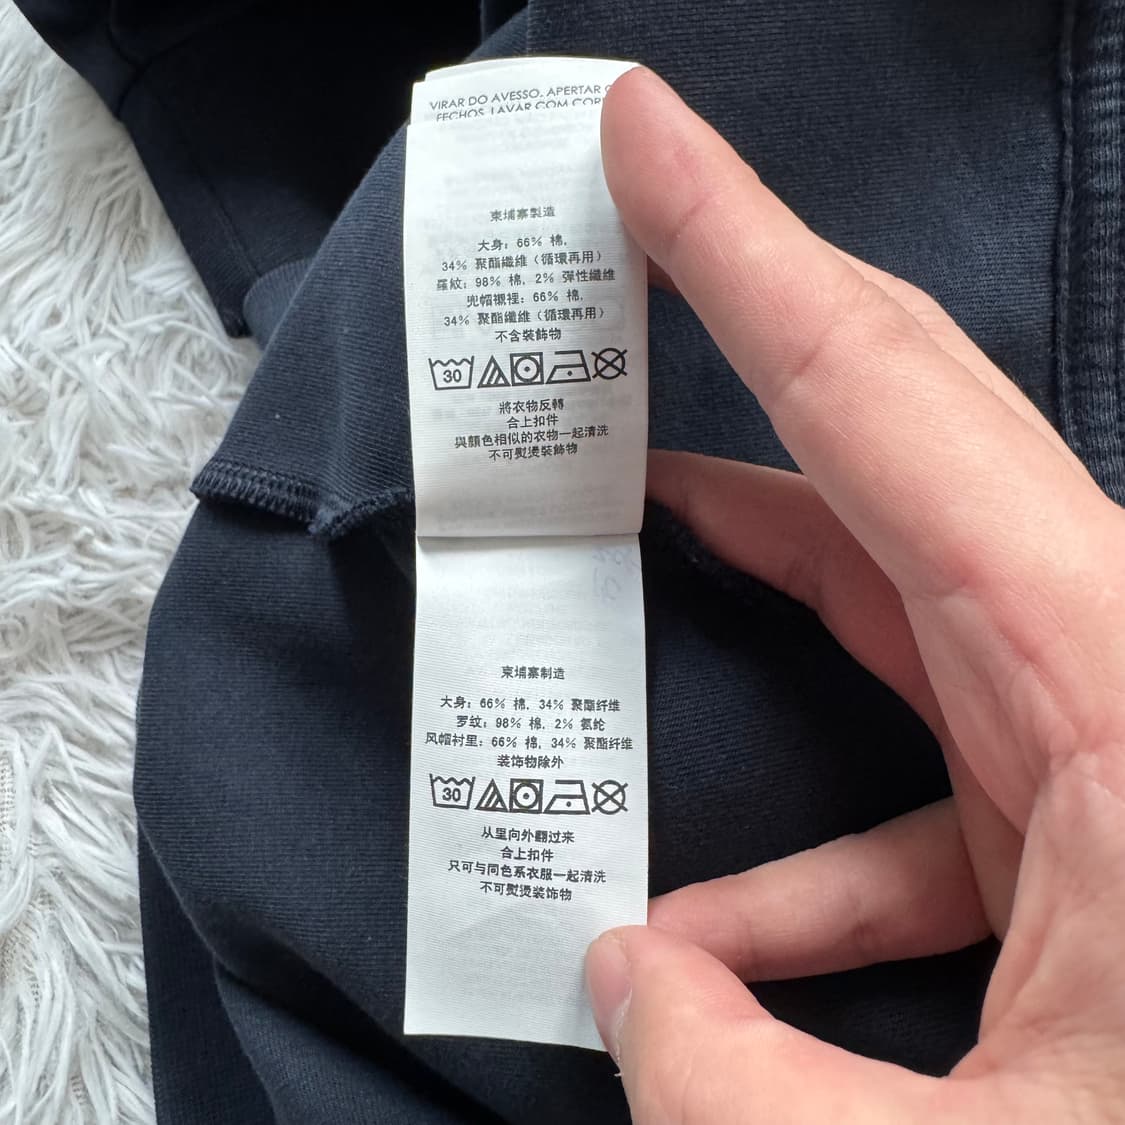 VIRAR DO AVESSO. APERTAR
FECHOS. LAVAR COM
柬埔寨製造
大身：66% 棉,
34% 聚酯纖維（循環再用）
羅紋：98% 棉, 2% 彈性纖維
兜帽襯裡：66% 棉,
34% 聚酯纖維（循環再用）
不含裝飾物
30
將衣物反轉
合上扣件
與顏色相似的衣物一起清洗
不可熨燙裝飾物
柬埔寨制造
大身：66% 棉, 34% 聚酯纤维
罗纹：98% 棉, 2% 氨纶
风帽衬里：66% 棉, 34% 聚酯纤维
装饰物除外
30
从里向外翻过来
合上扣件
只可与同色系衣服一起清洗
不可熨烫装饰物